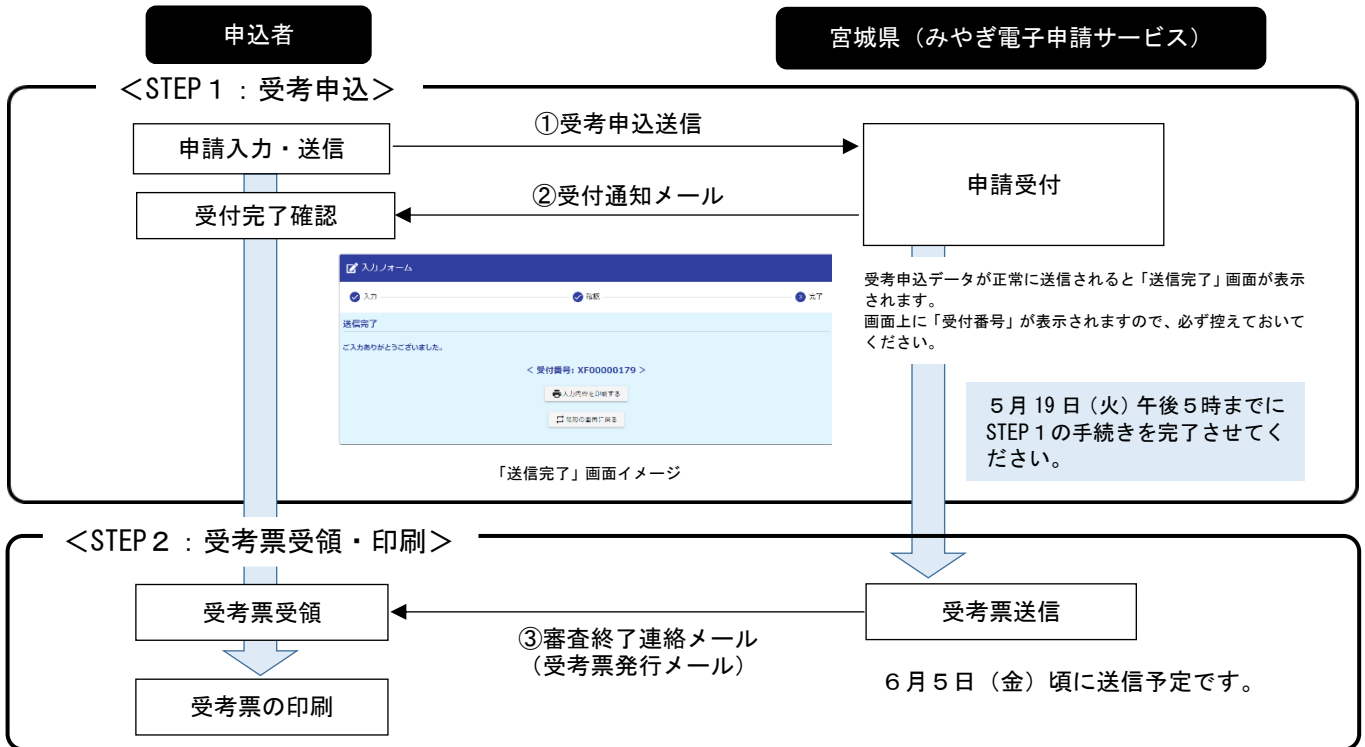 申込者
宮城県（みやぎ電子申請サービス）
＜STEP１：受考申込＞
①受考申込送信
申請入力・送信
申請受付
②受付通知メール
受付完了確認
入力フォーム
入力
確認
完了
送信完了
ご入力ありがとうございました。
＜ 受付番号: XF00000179 ＞
入力内容を印刷する
最初の画面に戻る
「送信完了」画面イメージ
受考申込データが正常に送信されると「送信完了」画面が表示
されます。
画面上に「受付番号」が表示されますので、必ず控えておいて
ください。
５月19日（火）午後５時までに
STEP１の手続きを完了させてく
ださい。
＜STEP２：受考票受領・印刷＞
受考票受領
受考票送信
③審査終了連絡メール
（受考票発行メール）
６月５日（金）頃に送信予定です。
受考票の印刷